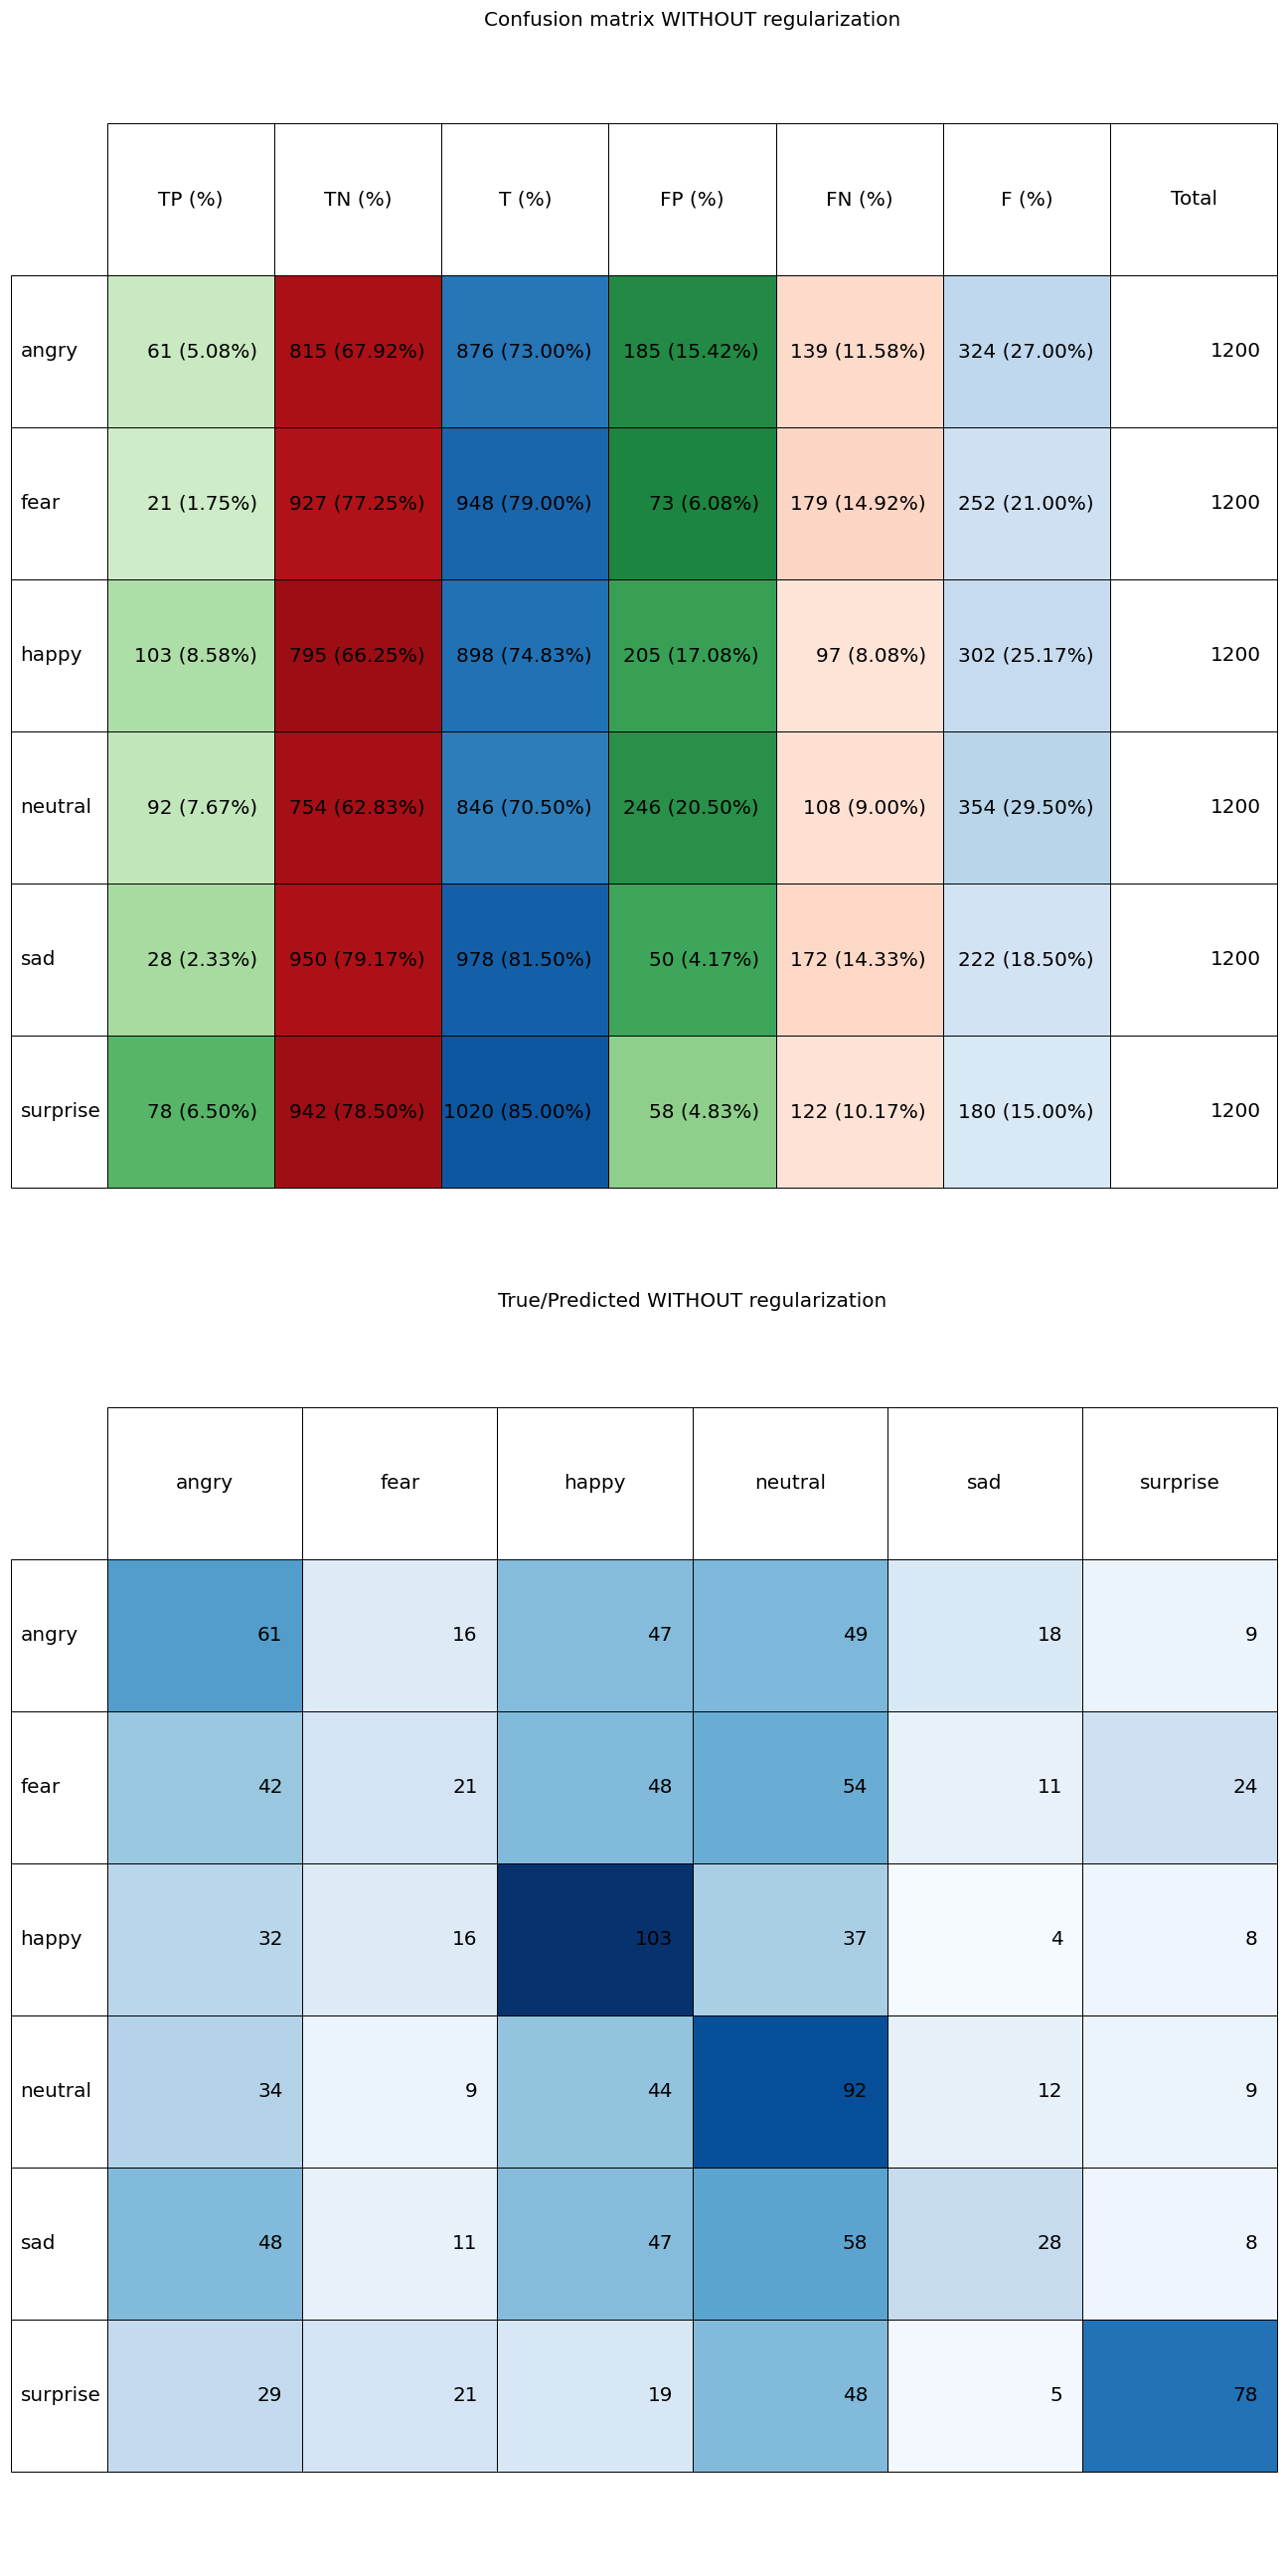 Confusion matrix WITHOUT regularization
TP (%) TN (%) T (%) FP (%) FN (%) F (%) Total
angry 61 (5.08%) 815 (67.92%) 876 (73.00%) 185 (15.42%) 139 (11.58%) 324 (27.00%) 1200
fear 21 (1.75%) 927 (77.25%) 948 (79.00%) 73 (6.08%) 179 (14.92%) 252 (21.00%) 1200
happy 103 (8.58%) 795 (66.25%) 898 (74.83%) 205 (17.08%) 97 (8.08%) 302 (25.17%) 1200
neutral 92 (7.67%) 754 (62.83%) 846 (70.50%) 246 (20.50%) 108 (9.00%) 354 (29.50%) 1200
sad 28 (2.33%) 950 (79.17%) 978 (81.50%) 50 (4.17%) 172 (14.33%) 222 (18.50%) 1200
surprise 78 (6.50%) 942 (78.50%) 1020 (85.00%) 58 (4.83%) 122 (10.17%) 180 (15.00%) 1200
True/Predicted WITHOUT regularization
angry fear happy neutral sad surprise
angry 61 16 47 49 18 9
fear 42 21 48 54 11 24
happy 32 16 103 37 4 8
neutral 34 9 44 92 12 9
sad 48 11 47 58 28 8
surprise 29 21 19 48 5 78